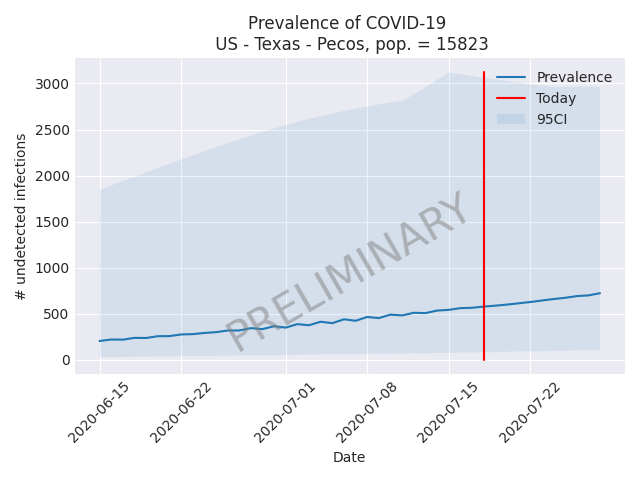 Prevalence of COVID-19
US - Texas - Pecos, pop. = 15823
# undetected infections
3000
2500
2000
1500
1000
500
0
Prevalence
Today
95CI
PRELIMINARY
2020-06-15
2020-06-22
2020-07-01
2020-07-08
2020-07-15
2020-07-22
Date